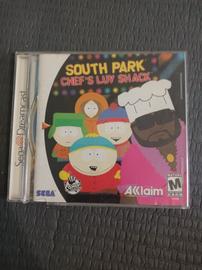 SOUTH PARK
CHEF'S LUV SHACK
Sega Dreamcast
SEGA
AKklaim
M